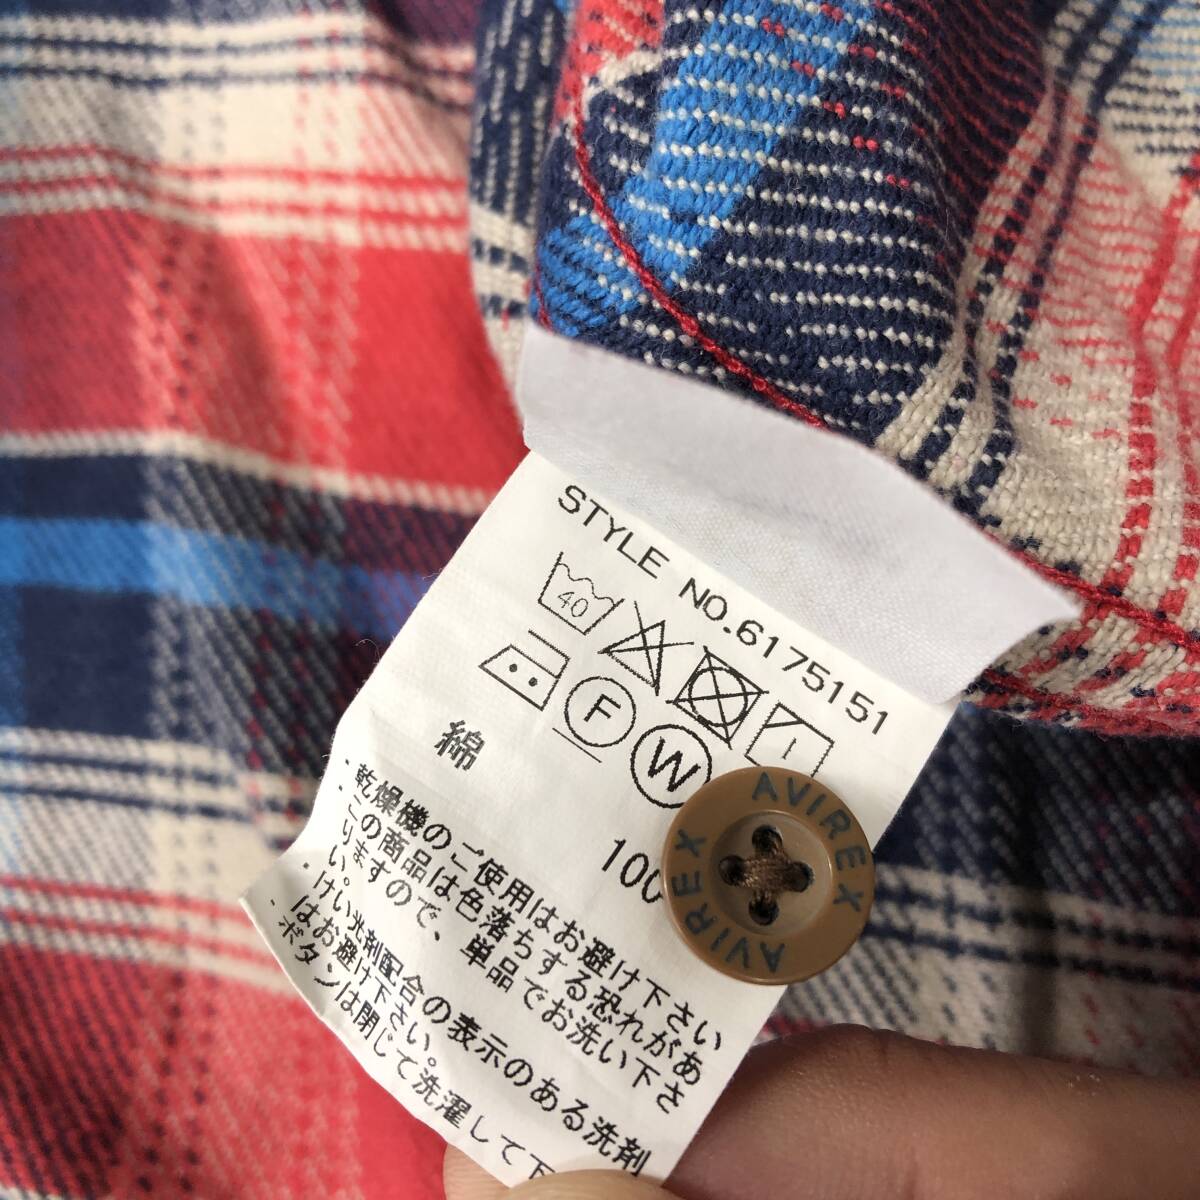 STYLE NO.6175151
40
F
W
綿 100
・乾燥機のご使用はお避け下さい
・この商品は色落ちする恐れがあ
りますので、単品でお洗い下さ
い。
・けい光剤配合の表示のある洗剤
はお避け下さい。
・ボタンは閉じて洗濯して下
AVIREX
AVIREX